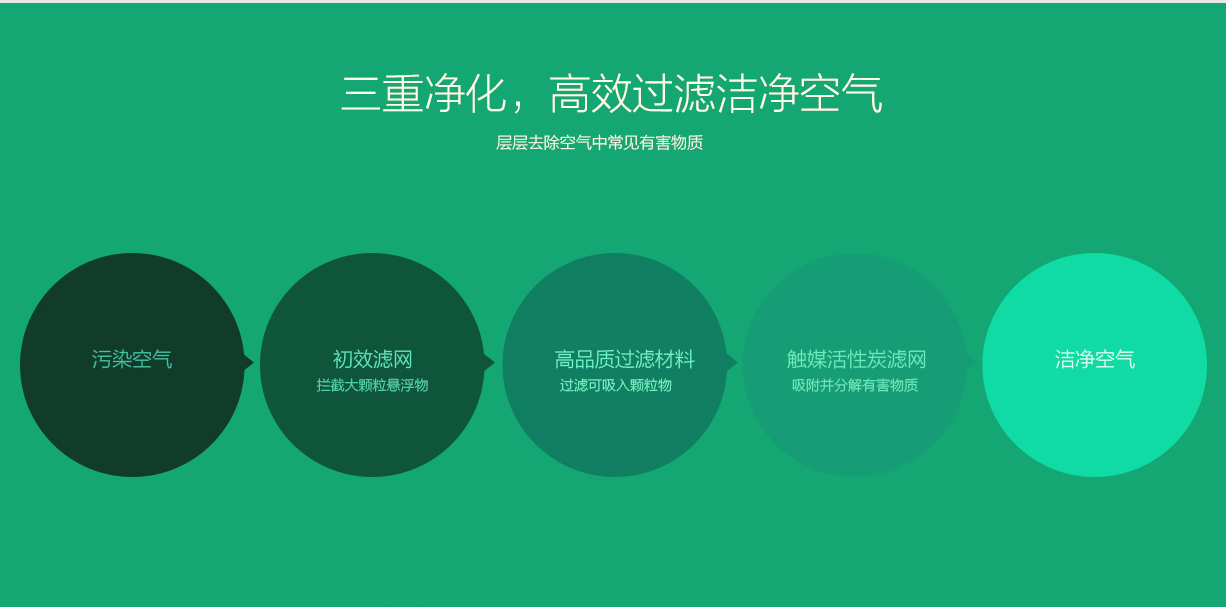 三重净化，高效过滤洁净空气
层层去除空气中常见有害物质
污染空气
初效滤网
拦截大颗粒悬浮物
高品质过滤材料
过滤可吸入颗粒物
触媒活性炭滤网
吸附并分解有害物质
洁净空气